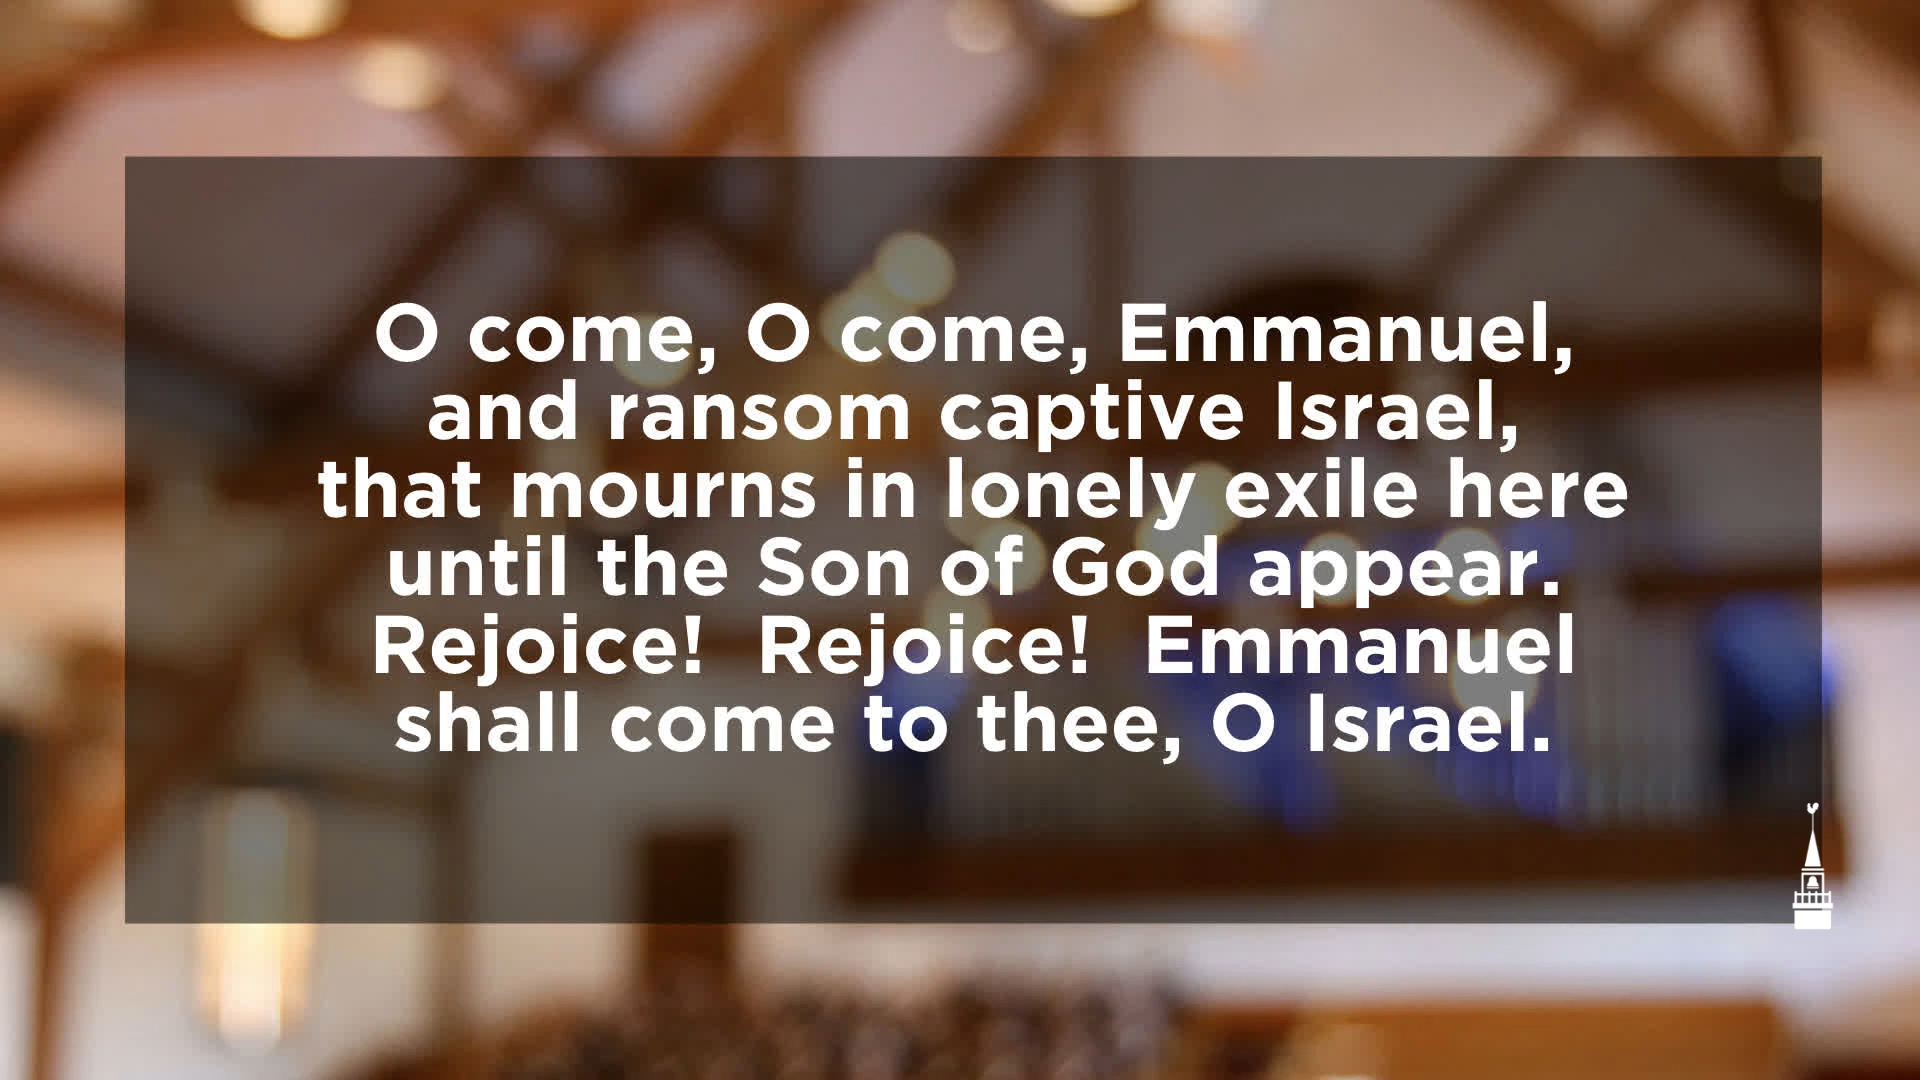 O come, O come, Emmanuel,
and ransom captive Israel,
that mourns in lonely exile here
until the Son of God appear.
Rejoice!  Rejoice!  Emmanuel
shall come to thee, O Israel.